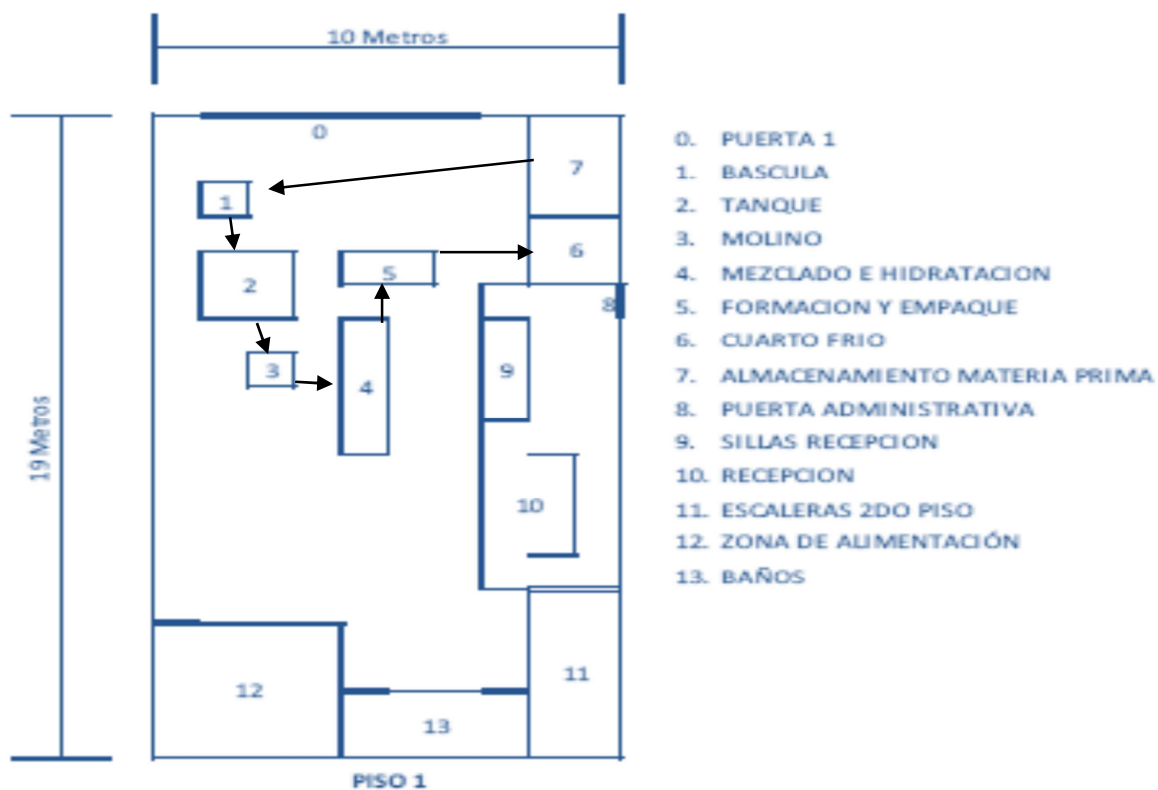 10 Metros
0
7
1
6
2
5
8
3
4
9
19 Metros
10
12
11
13
PISO 1
0. PUERTA 1
1. BASCULA
2. TANQUE
3. MOLINO
4. MEZCLADO E HIDRATACION
5. FORMACION Y EMPAQUE
6. CUARTO FRIO
7. ALMACENAMIENTO MATERIA PRIMA
8. PUERTA ADMINISTRATIVA
9. SILLAS RECEPCION
10. RECEPCION
11. ESCALERAS 2DO PISO
12. ZONA DE ALIMENTACIÓN
13. BAÑOS